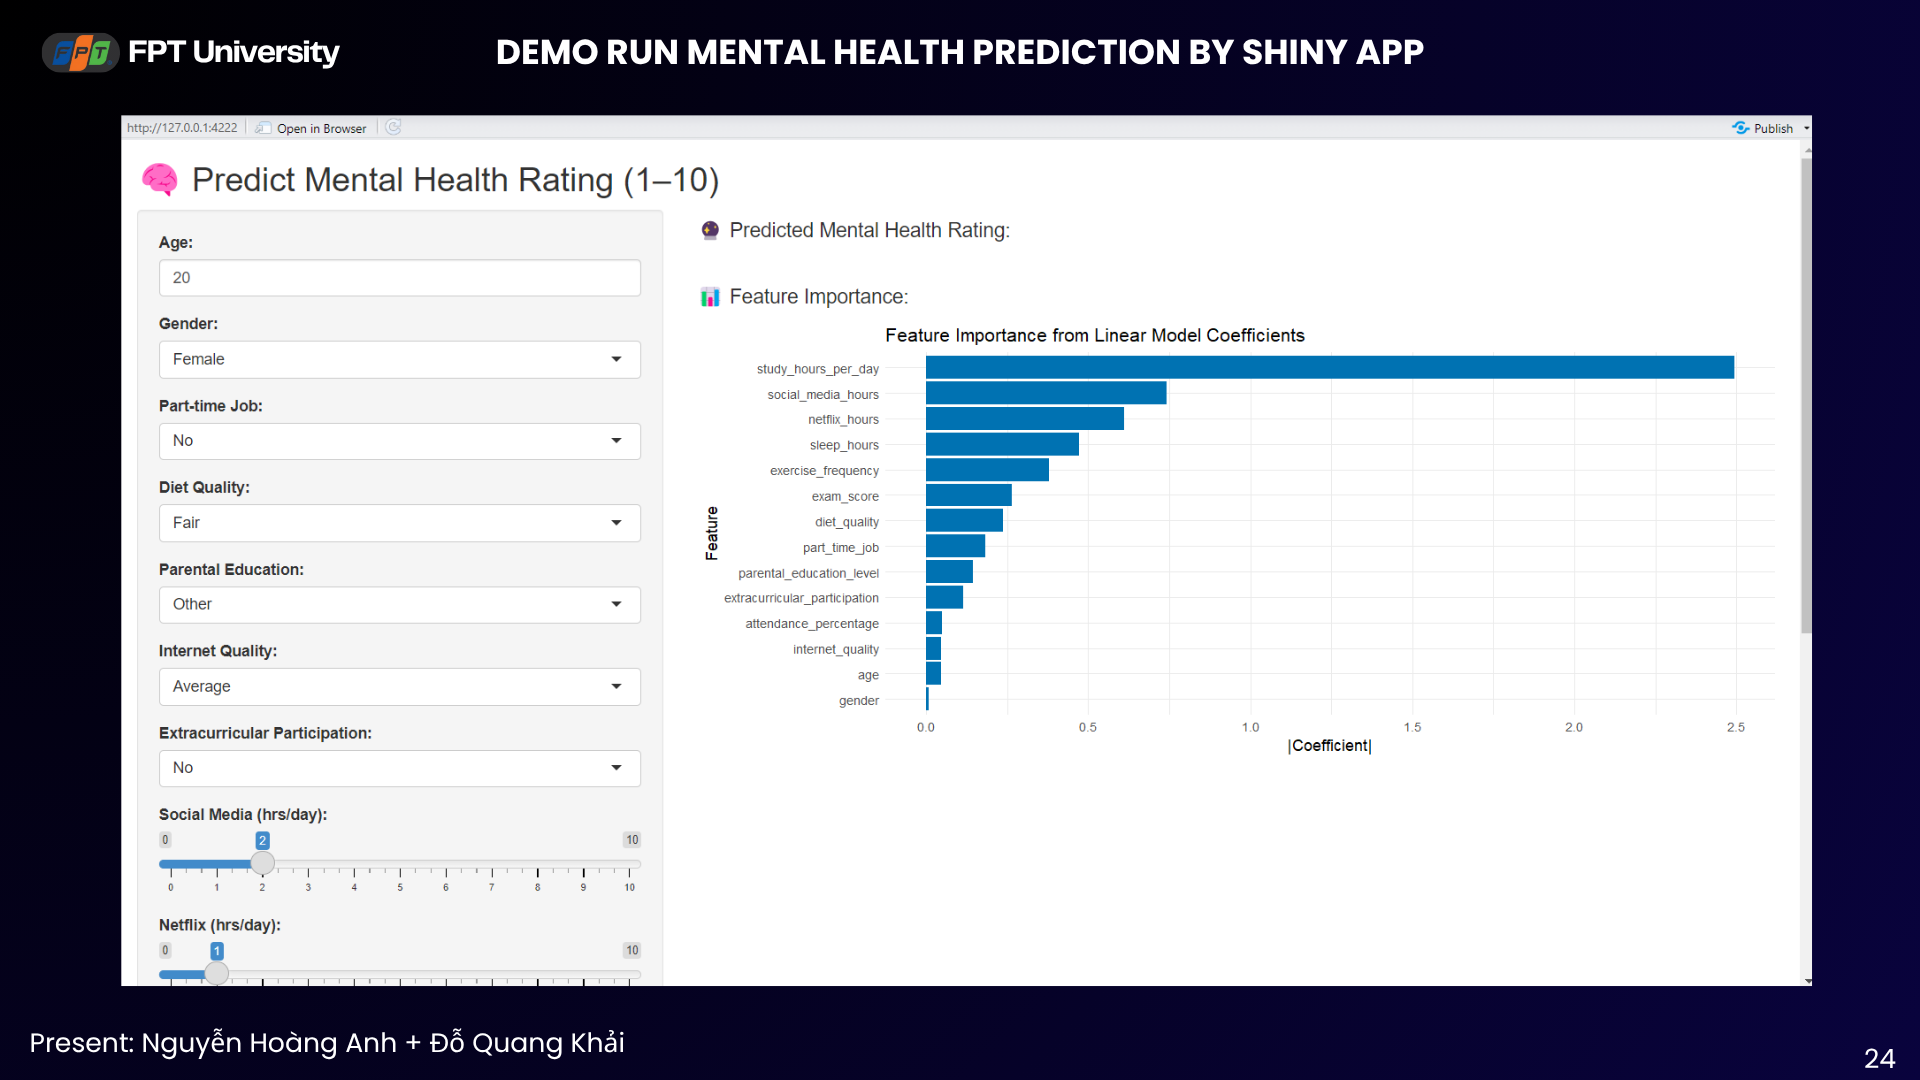 FPT FPT University
DEMO RUN MENTAL HEALTH PREDICTION BY SHINY APP
http://127.0.0.1:4222
Open in Browser
Publish
Predict Mental Health Rating (1–10)
Age:
20
Gender:
Female
Part-time Job:
No
Diet Quality:
Fair
Parental Education:
Other
Internet Quality:
Average
Extracurricular Participation:
No
Social Media (hrs/day):
0 2 10
0 1 2 3 4 5 6 7 8 9 10
Netflix (hrs/day):
0 1 10
Predicted Mental Health Rating:
Feature Importance:
Feature Importance from Linear Model Coefficients
Feature
study_hours_per_day
social_media_hours
netflix_hours
sleep_hours
exercise_frequency
exam_score
diet_quality
part_time_job
parental_education_level
extracurricular_participation
attendance_percentage
internet_quality
age
gender
0.0 0.5 1.0 1.5 2.0 2.5
|Coefficient|
Present: Nguyễn Hoàng Anh + Đỗ Quang Khải
24